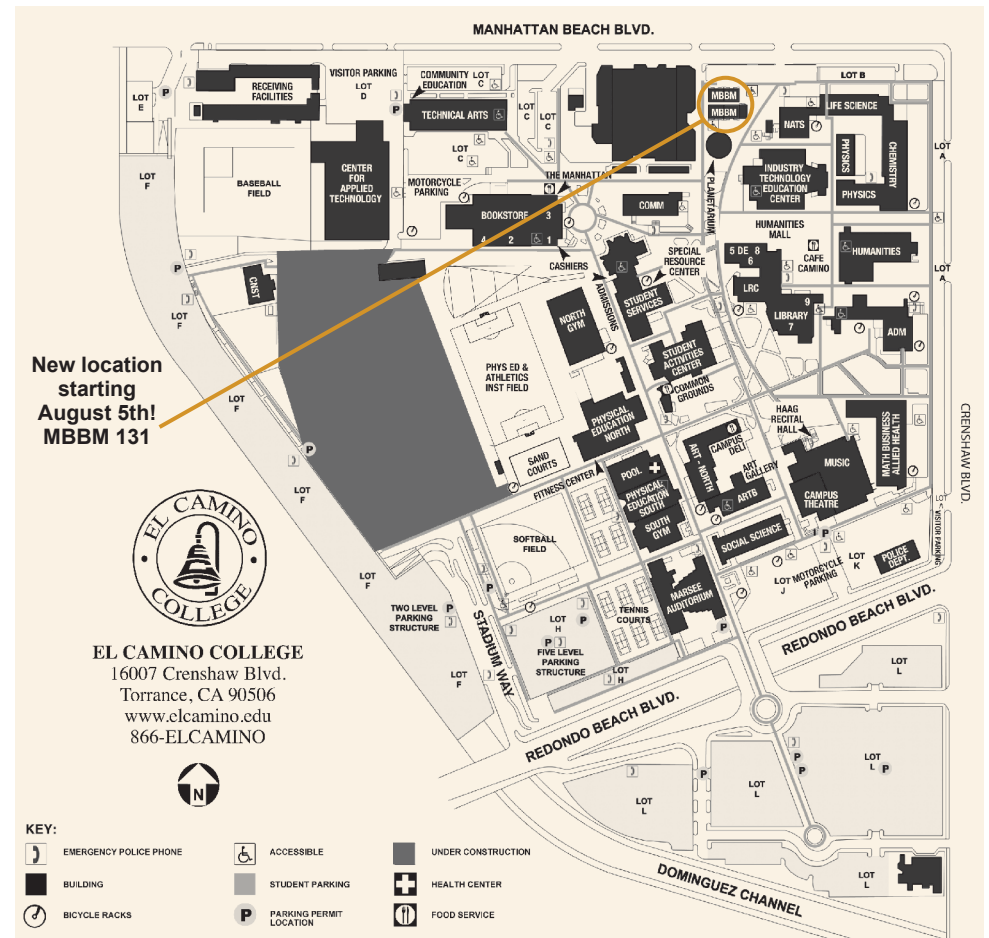 MANHATTAN BEACH BLVD.
LOT
E
P
RECEIVING
FACILITIES
VISITOR PARKING
LOT
D
P
COMMUNITY
EDUCATION
LOT
C
TECHNICAL ARTS
LOT
C
LOT
C
LOT
C
MBBM
MBBM
LOT B
LIFE SCIENCE
NATS
PHYSICS
CHEMISTRY
PHYSICS
LOT
A
INDUSTRY
TECHNOLOGY
EDUCATION
CENTER
PLANETARIUM
LOT
F
BASEBALL
FIELD
CENTER
FOR
APPLIED
TECHNOLOGY
MOTORCYCLE
PARKING
THE MANHATTAN
BOOKSTORE
3
4
2
1
COMM
CASHIERS
ADMISSIONS
SPECIAL
RESOURCE
CENTER
STUDENT
SERVICES
HUMANITIES
MALL
CAFE
CAMINO
HUMANITIES
5 DE 8
6
LRC
9
LIBRARY
7
ADM
LOT
A
P
CNST
LOT
F
NORTH
GYM
PHYS ED &
ATHLETICS
INST FIELD
STUDENT
ACTIVITIES
CENTER
COMMON
GROUNDS
New location
starting
August 5th!
MBBM 131
LOT
F
P
LOT
F
PHYSICAL
EDUCATION
NORTH
SAND
COURTS
FITNESS CENTER
HAAG
RECITAL
HALL
MUSIC
CAMPUS
THEATRE
MATH BUSINESS
ALLIED HEALTH
CRENSHAW BLVD.
CAMPUS
DELI
ART - NORTH
ART
GALLERY
ARTB
POOL
PHYSICAL
EDUCATION
SOUTH
SOUTH
GYM
SOCIAL SCIENCE
SOFTBALL
FIELD
MARSEE
AUDITORIUM
P
LOT
J
MOTORCYCLE
PARKING
LOT
K
POLICE
DEPT.
LOT
VISITOR PARKING
EL CAMINO
COLLEGE
LOT
F
TWO LEVEL
PARKING
STRUCTURE
P
STADIUM WAY
P
LOT
H
P
P
FIVE LEVEL
PARKING
STRUCTURE
TENNIS
COURTS
LOT
H
P
LOT
F
REDONDO BEACH BLVD.
REDONDO BEACH BLVD.
LOT
L
EL CAMINO COLLEGE
16007 Crenshaw Blvd.
Torrance, CA 90506
www.elcamino.edu
866-ELCAMINO
N
LOT
L
P
LOT
L
P
P
LOT
L
P
LOT
L
DOMINGUEZ CHANNEL
KEY:
EMERGENCY POLICE PHONE
ACCESSIBLE
UNDER CONSTRUCTION
BUILDING
STUDENT PARKING
HEALTH CENTER
BICYCLE RACKS
P
PARKING PERMIT
LOCATION
FOOD SERVICE